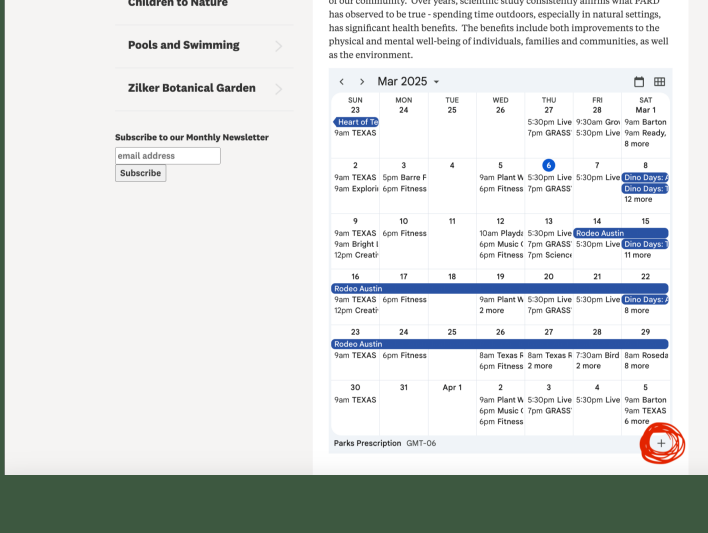 Children to Nature
Pools and Swimming
Zilker Botanical Garden
Subscribe to our Monthly Newsletter
email address
Subscribe
of our community. Over years, scientific study consistently affirms what PARD
has observed to be true - spending time outdoors, especially in natural settings,
has significant health benefits. The benefits include both improvements to the
physical and mental well-being of individuals, families and communities, as well
as the environment.
Mar 2025
SUN MON TUE WED THU FRI SAT
23 24 25 26 27 28 Mar 1
Heart of Te 5:30pm Live 9:30am Grov 9am Barton
9am TEXAS 7pm GRASS 5:30pm Live 9am Ready,
8 more
2 3 4 5 6 7 8
9am TEXAS 5pm Barre F 9am Plant W 5:30pm Live 5:30pm Live Dino Days:
9am Explori 6pm Fitness 6pm Fitness 7pm GRASS Dino Days:
12 more
9 10 11 12 13 14 15
9am TEXAS 6pm Fitness 10am Playda 5:30pm Live Rodeo Austin
9am Bright 6pm Music 7pm GRASS 5:30pm Live Dino Days:
12pm Creati 6pm Fitness 7pm Science 11 more
16 17 18 19 20 21 22
Rodeo Austin
9am TEXAS 6pm Fitness 9am Plant W 5:30pm Live 5:30pm Live Dino Days:
12pm Creati 2 more 7pm GRASS 8 more
23 24 25 26 27 28 29
Rodeo Austin
9am TEXAS 6pm Fitness 8am Texas R 8am Texas R 7:30am Bird 8am Roseda
6pm Fitness 2 more 2 more 8 more
30 31 Apr 1 2 3 4 5
9am TEXAS 9am Plant W 5:30pm Live 5:30pm Live 9am Barton
6pm Music 7pm GRASS 9am TEXAS
6pm Fitness 6 more
Parks Prescription GMT-06